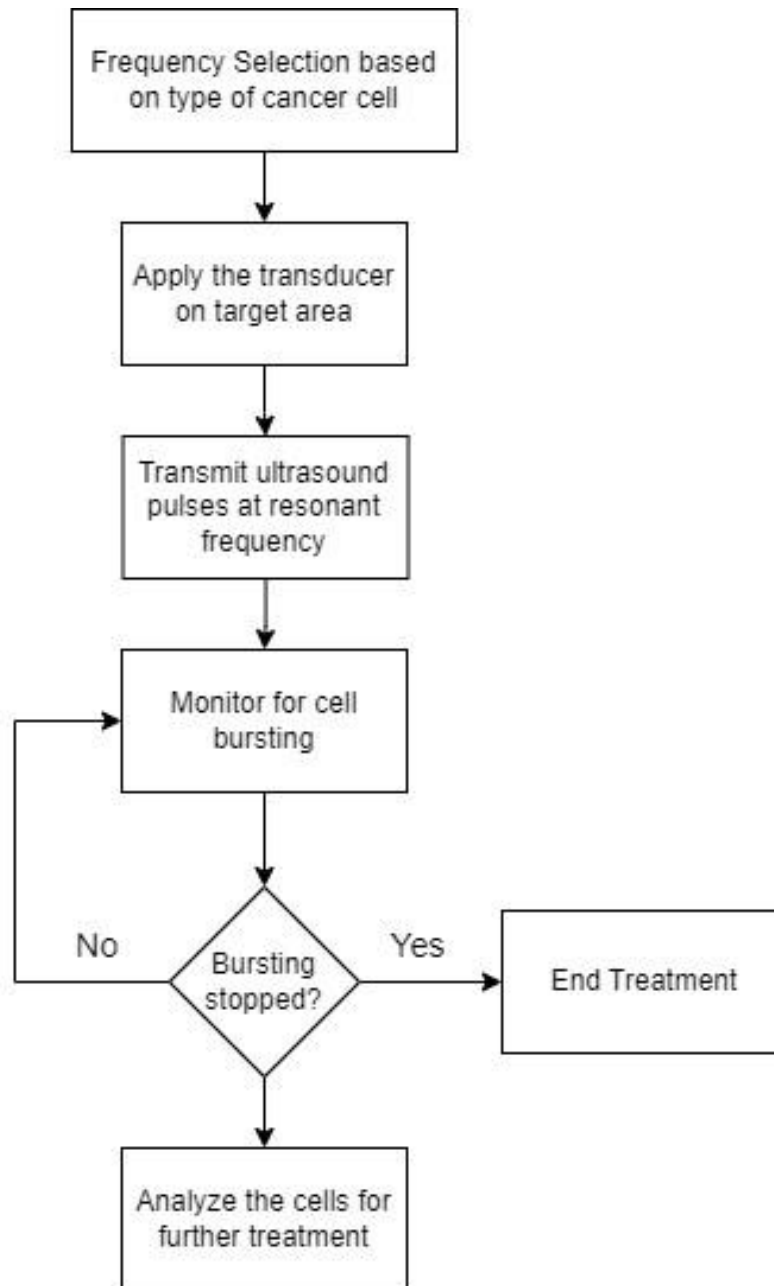 Frequency Selection based
on type of cancer cell
Apply the transducer
on target area
Transmit ultrasound
pulses at resonant
frequency
Monitor for cell
bursting
No
Bursting
stopped?
Yes
End Treatment
Analyze the cells for
further treatment